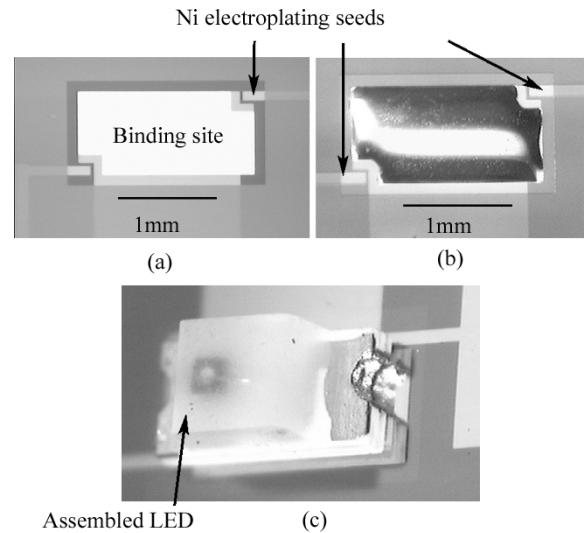 Ni electroplating seeds
Binding site
1mm
1mm
(a)
(b)
Assembled LED
(c)